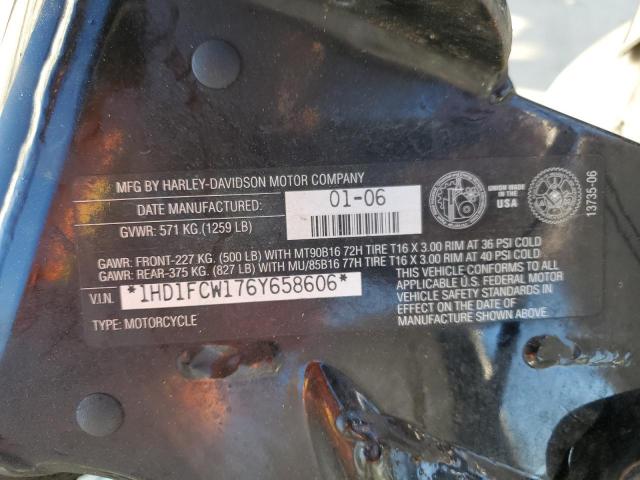 MFG BY HARLEY-DAVIDSON MOTOR COMPANY
DATE MANUFACTURED: 01-06
GVWR: 571 KG. (1259 LB)
UNION MADE IN THE USA
13735-06
GAWR: FRONT-227 KG. (500 LB) WITH MT90B16 72H TIRE T16 X 3.00 RIM AT 36 PSI COLD
GAWR: REAR-375 KG. (827 LB) WITH MU/85B16 77H TIRE T16 X 3.00 RIM AT 40 PSI COLD
V.I.N. *1HD1FCW176Y658606*
TYPE: MOTORCYCLE
THIS VEHICLE CONFORMS TO ALL
APPLICABLE U.S. FEDERAL MOTOR
VEHICLE SAFETY STANDARDS IN
EFFECT ON THE DATE OF
MANUFACTURE SHOWN ABOVE.